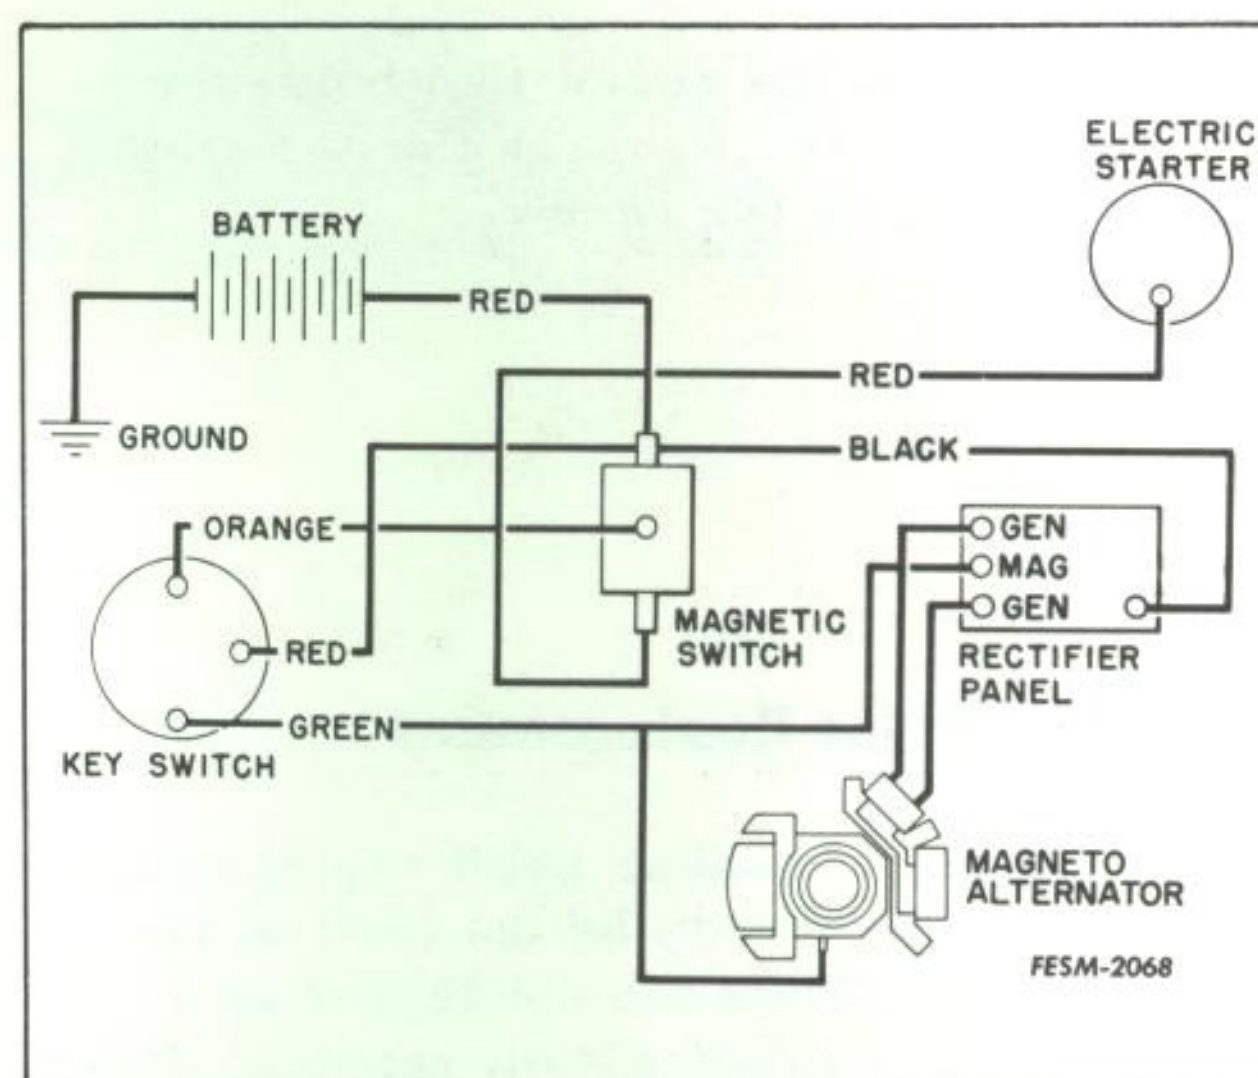 ELECTRIC
STARTER
BATTERY
RED
RED
GROUND
BLACK
ORANGE
GEN
MAG
GEN
MAGNETIC
SWITCH
RED
RECTIFIER
PANEL
GREEN
KEY SWITCH
MAGNETO
ALTERNATOR
FESM-2068